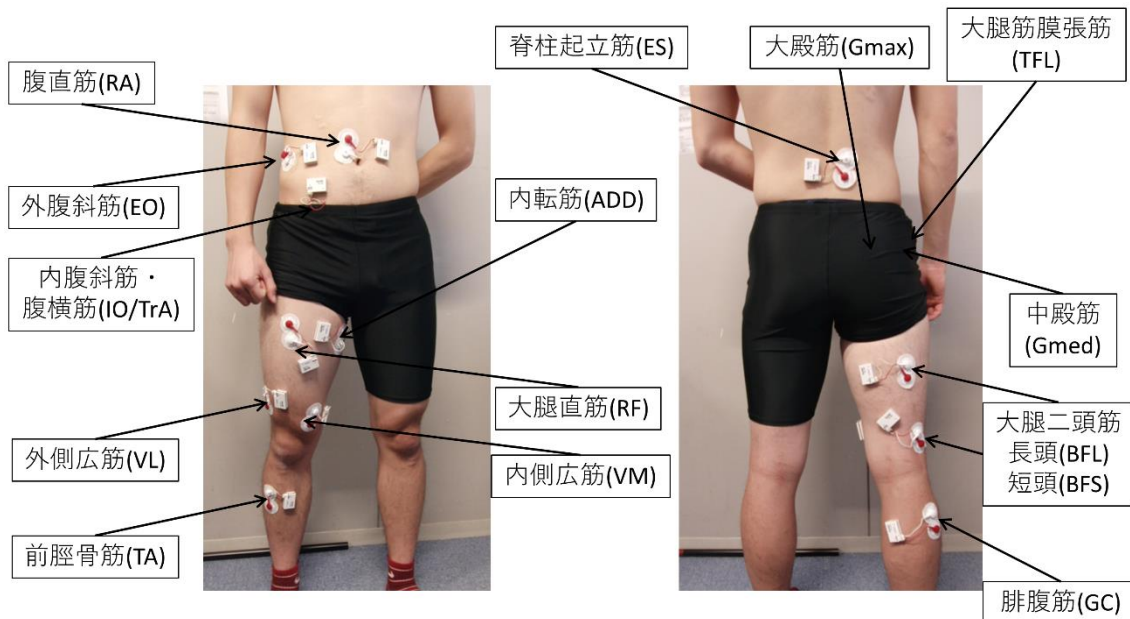 腹直筋(RA)
外腹斜筋(EO)
内腹斜筋・
腹横筋(IO/TrA)
外側広筋(VL)
前脛骨筋(TA)
内転筋(ADD)
大腿直筋(RF)
内側広筋(VM)
脊柱起立筋(ES)
大殿筋(Gmax)
大腿筋膜張筋
(TFL)
中殿筋
(Gmed)
大腿二頭筋
長頭(BFL)
短頭(BFS)
腓腹筋(GC)